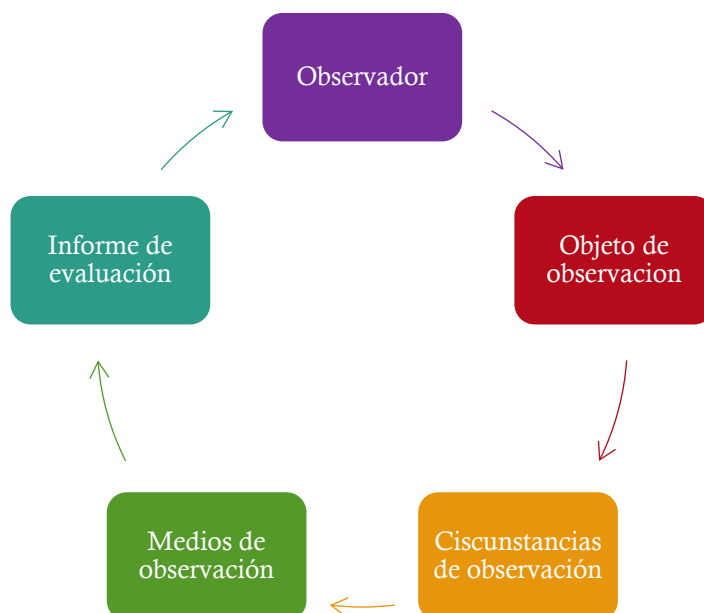 Observador
Objeto de
observacion
Ciscunstancias
de observación
Medios de
observación
Informe de
evaluación